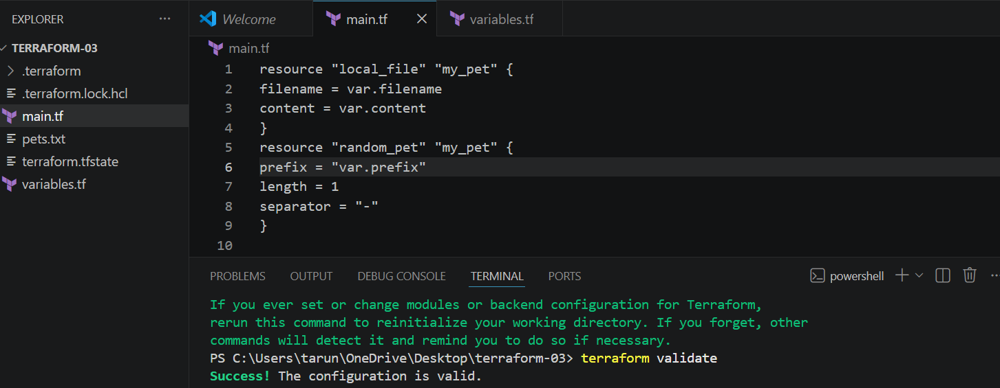 EXPLORER ···
TERRAFORM-03
.terraform
.terraform.lock.hcl
main.tf
pets.txt
terraform.tfstate
variables.tf
Welcome main.tf variables.tf
main.tf
1 resource "local_file" "my_pet" {
2 filename = var.filename
3 content = var.content
4 }
5 resource "random_pet" "my_pet" {
6 prefix = "var.prefix"
7 length = 1
8 separator = "-"
9 }
10
PROBLEMS OUTPUT DEBUG CONSOLE TERMINAL PORTS powershell
If you ever set or change modules or backend configuration for Terraform,
rerun this command to reinitialize your working directory. If you forget, other
commands will detect it and remind you to do so if necessary.
PS C:\Users\tarun\OneDrive\Desktop\terraform-03> terraform validate
Success! The configuration is valid.